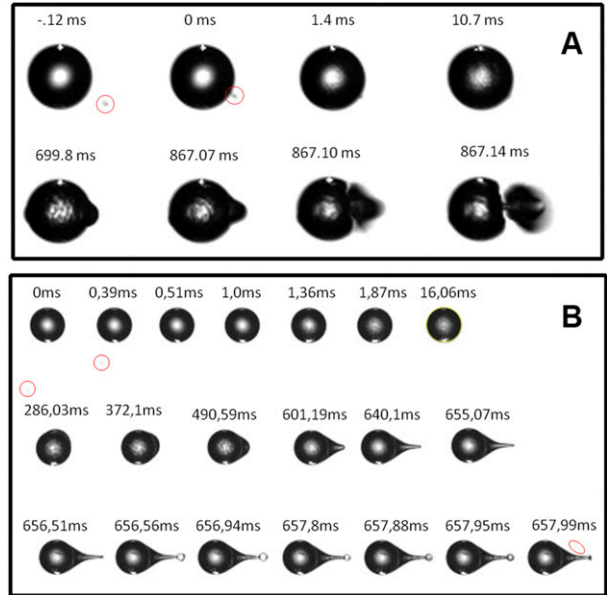 -.12 ms 0 ms 1.4 ms 10.7 ms
A
699.8 ms 867.07 ms 867.10 ms 867.14 ms
B
0ms 0,39ms 0,51ms 1,0ms 1,36ms 1,87ms 16,06ms
286,03ms 372,1ms 490,59ms 601,19ms 640,1ms 655,07ms
656,51ms 656,56ms 656,94ms 657,8ms 657,88ms 657,95ms 657,99ms